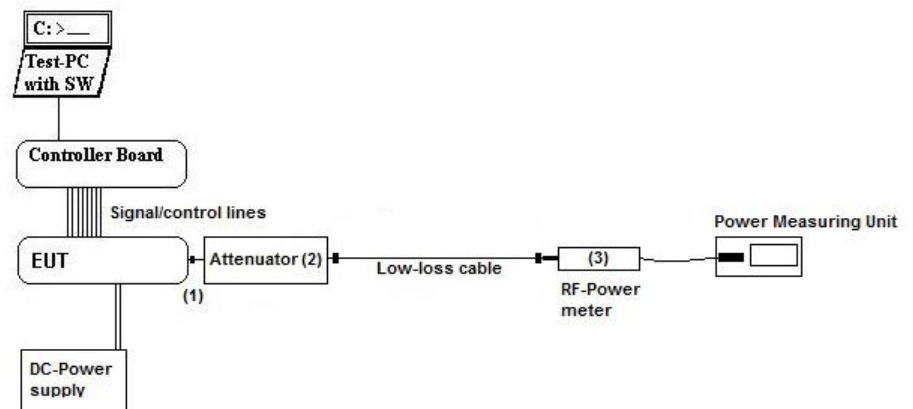 C:>__
Test-PC
with SW
Controller Board
Signal/control lines
Power Measuring Unit
EUT
Attenuator (2)
(3)
Low-loss cable
(1)
RF-Power
meter
DC-Power
supply